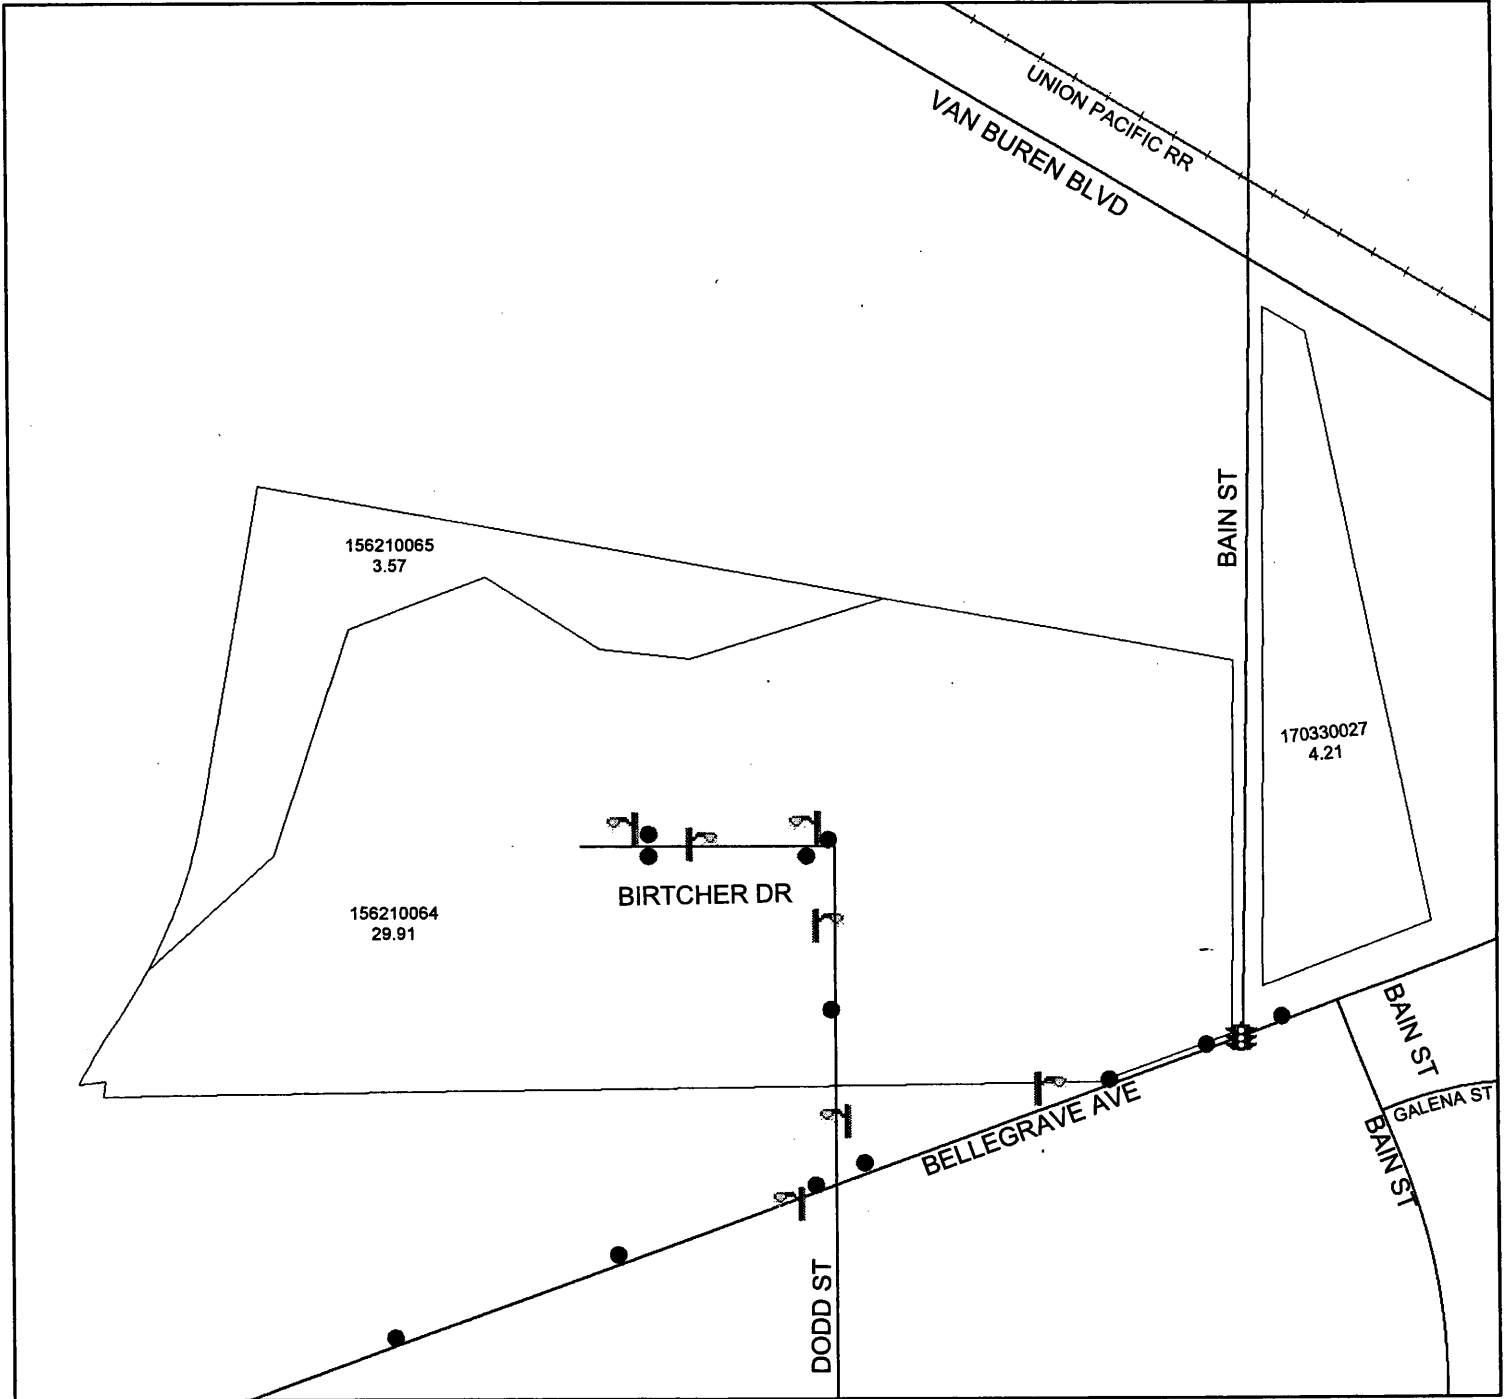 UNION PACIFIC RR
VAN BUREN BLVD
BAIN ST
156210065
3.57
170330027
4.21
BIRTCHER DR
156210064
29.91
BAIN ST
GALENA ST
BELLEGRAVE AVE
BAIN ST
DODD ST